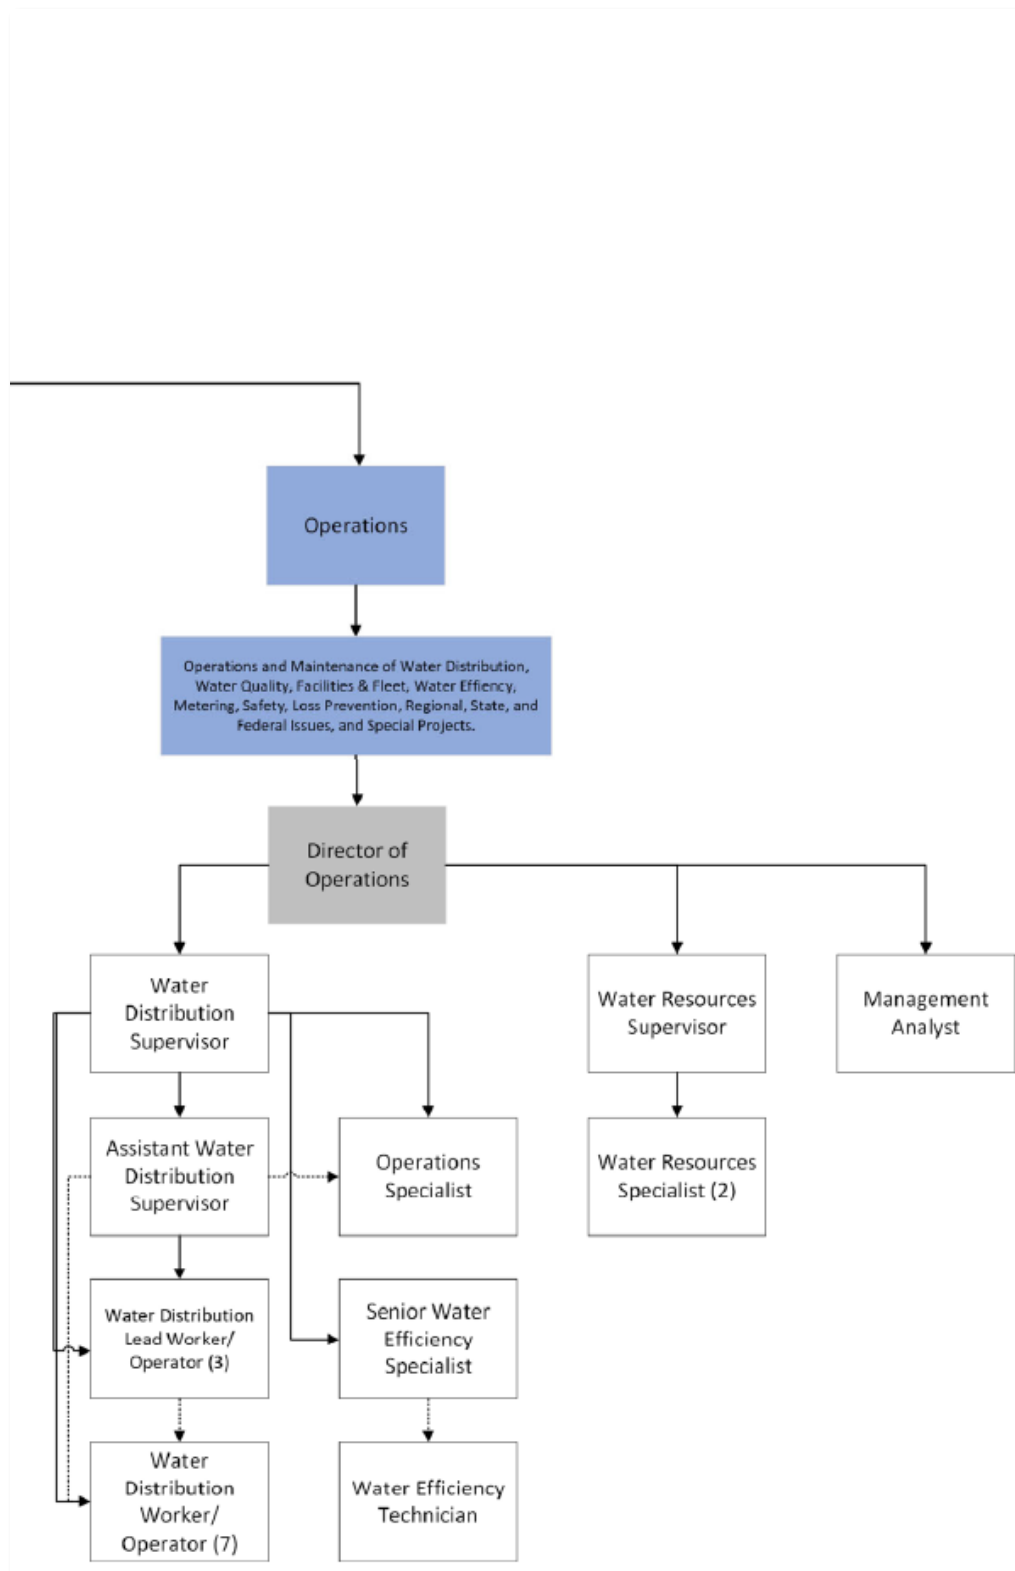 Operations
Operations and Maintenance of Water Distribution,
Water Quality, Facilities & Fleet, Water Effiency,
Metering, Safety, Loss Prevention, Regional, State, and
Federal Issues, and Special Projects.
Director of
Operations
Water
Distribution
Supervisor
Water Resources
Supervisor
Management
Analyst
Assistant Water
Distribution
Supervisor
Operations
Specialist
Water Resources
Specialist (2)
Water Distribution
Lead Worker/
Operator (3)
Senior Water
Efficiency
Specialist
Water
Distribution
Worker/
Operator (7)
Water Efficiency
Technician